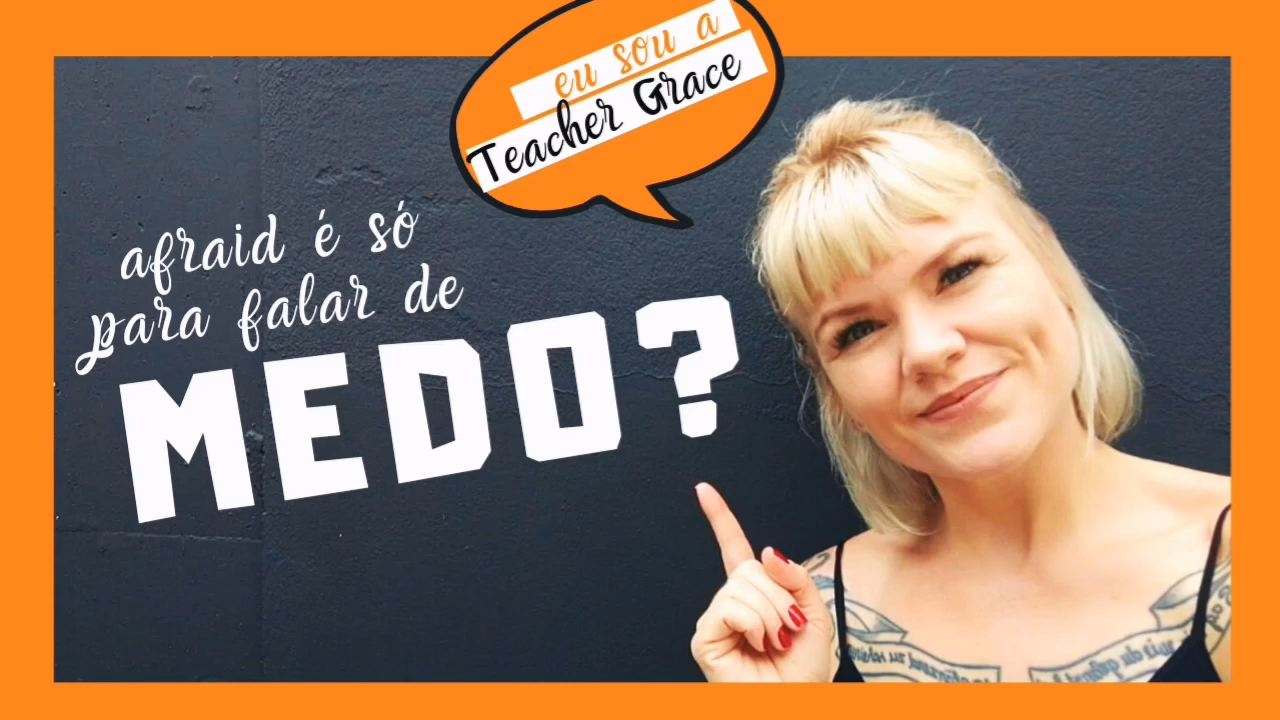 eu sou a
Teacher Grace
afraid é só
para falar de
MEDO?